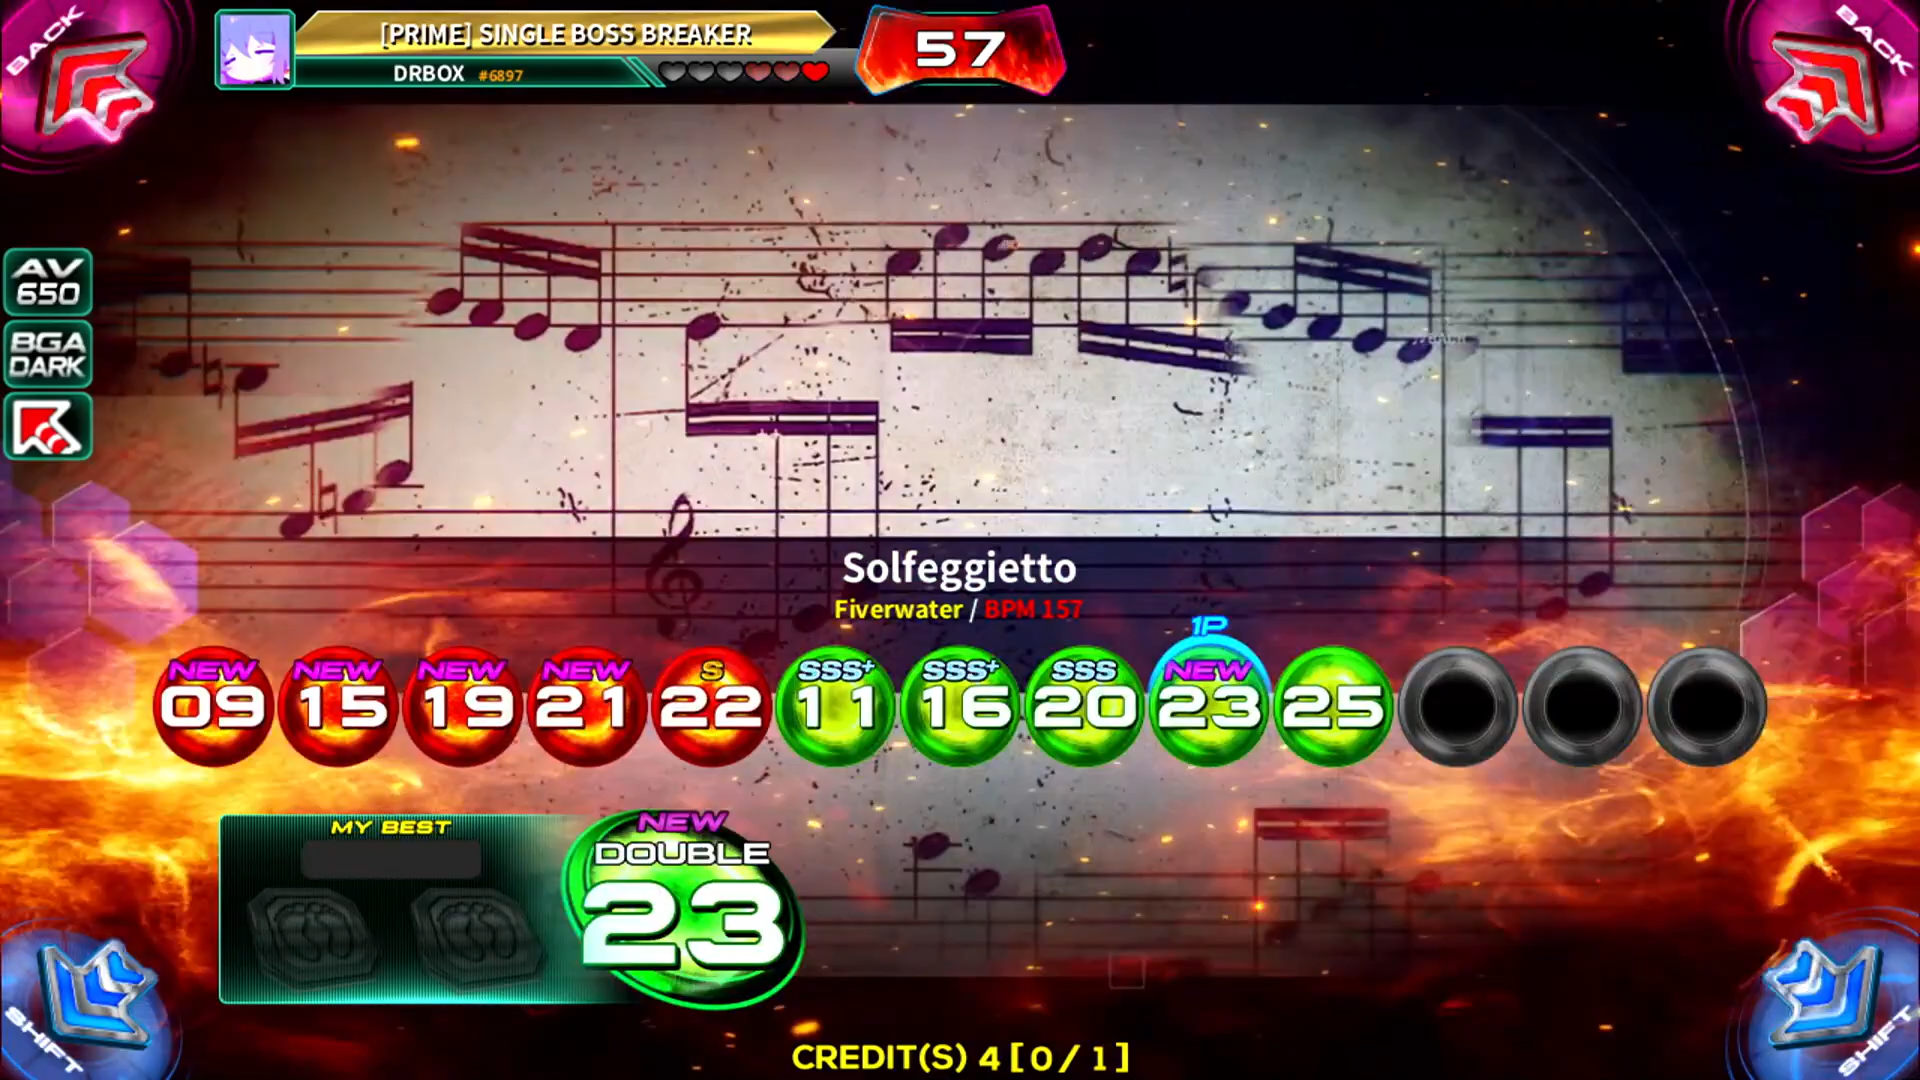 BACK
[PRIME] SINGLE BOSS BREAKER
DRBOX #6897
57
BACK
AV
650
BGA
DARK
Solfeggietto
Fiverwater / BPM 157
1P
NEW NEW NEW NEW S SSS+ SSS+ SSS NEW
09 15 19 21 22 11 16 20 23 25
MY BEST
NEW
DOUBLE
23
SHIFT
SHIFT
CREDIT(S) 4 [ 0 / 1 ]